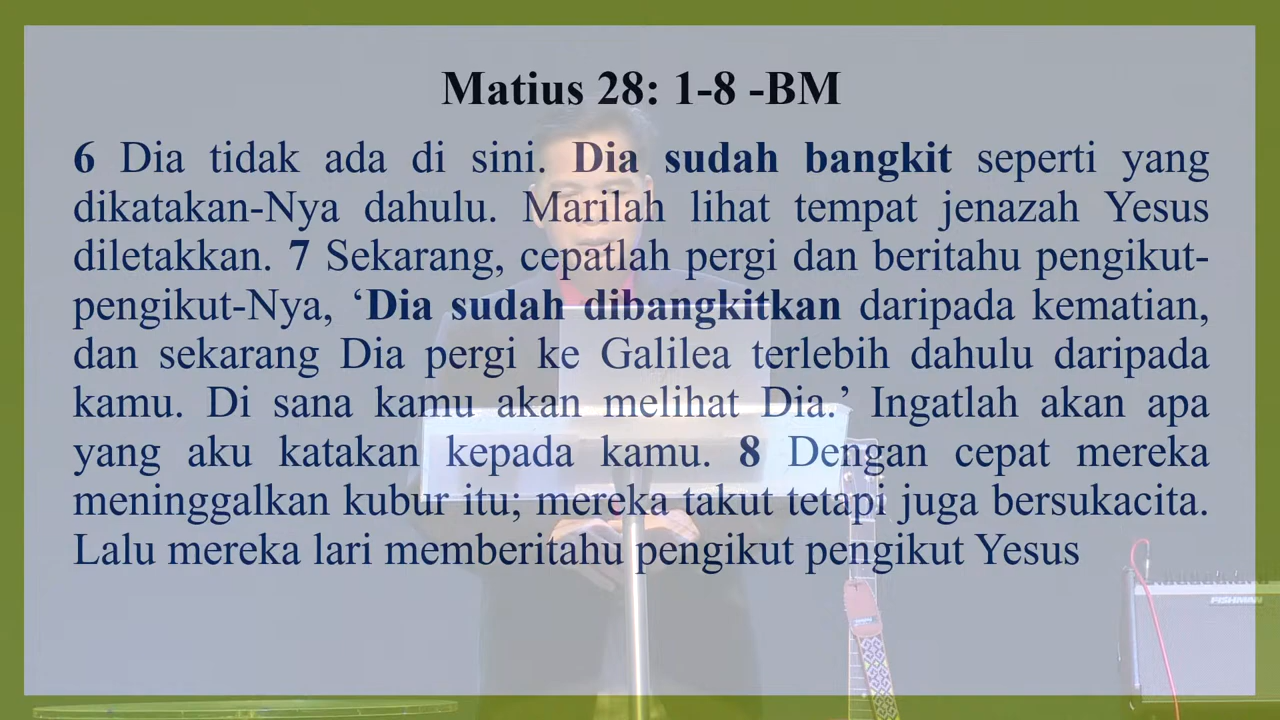 Matius 28: 1-8 -BM
6 Dia tidak ada di sini. Dia sudah bangkit seperti yang
dikatakan-Nya dahulu. Marilah lihat tempat jenazah Yesus
diletakkan. 7 Sekarang, cepatlah pergi dan beritahu pengikut-
pengikut-Nya, ‘Dia sudah dibangkitkan daripada kematian,
dan sekarang Dia pergi ke Galilea terlebih dahulu daripada
kamu. Di sana kamu akan melihat Dia.’ Ingatlah akan apa
yang aku katakan kepada kamu. 8 Dengan cepat mereka
meninggalkan kubur itu; mereka takut tetapi juga bersukacita.
Lalu mereka lari memberitahu pengikut pengikut Yesus
FISHMAN